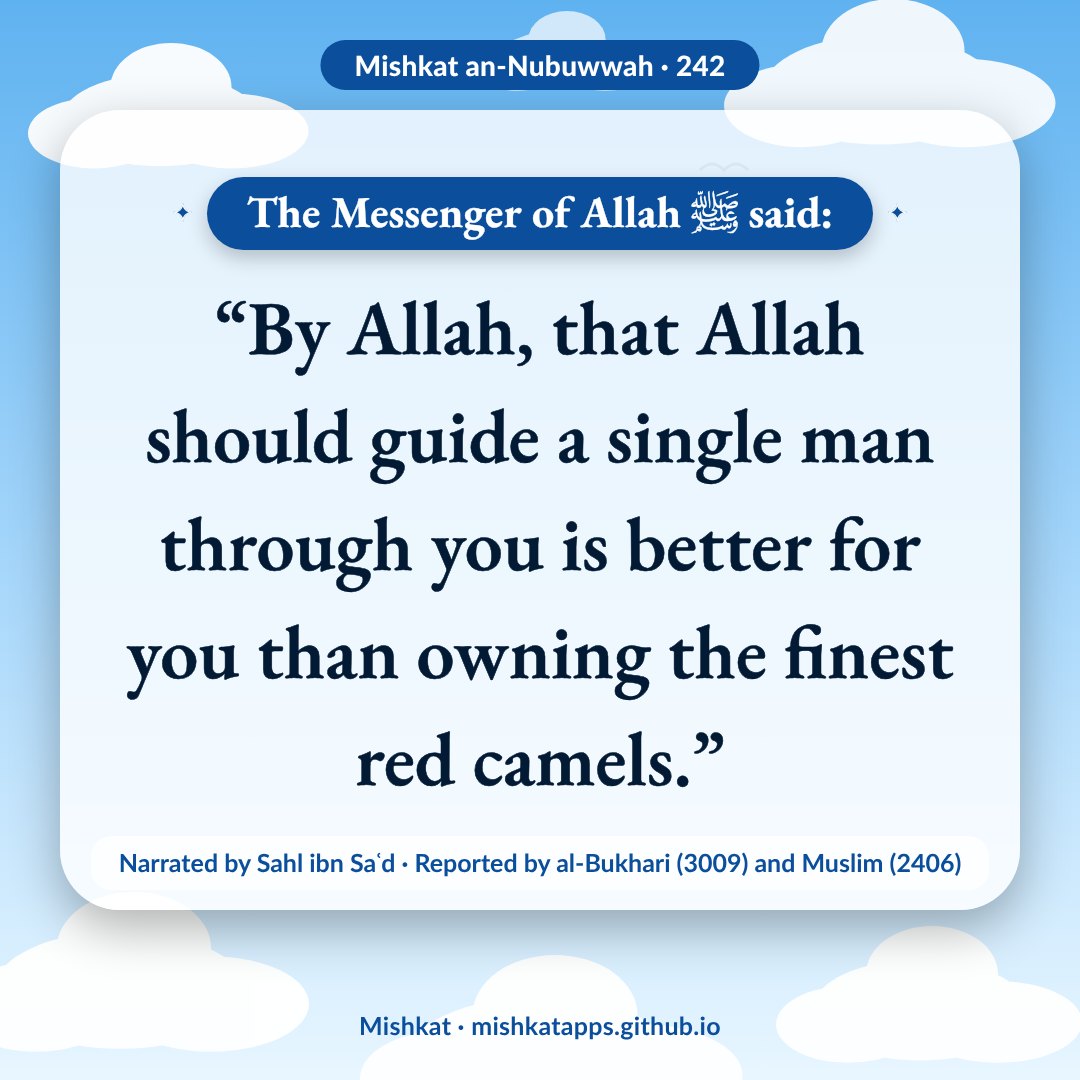 Mishkat an-Nubuwwah · 242
The Messenger of Allah ﷺ said:
“By Allah, that Allah
should guide a single man
through you is better for
you than owning the finest
red camels.”
Narrated by Sahl ibn Saʿd · Reported by al-Bukhari (3009) and Muslim (2406)
Mishkat · mishkatapps.github.io